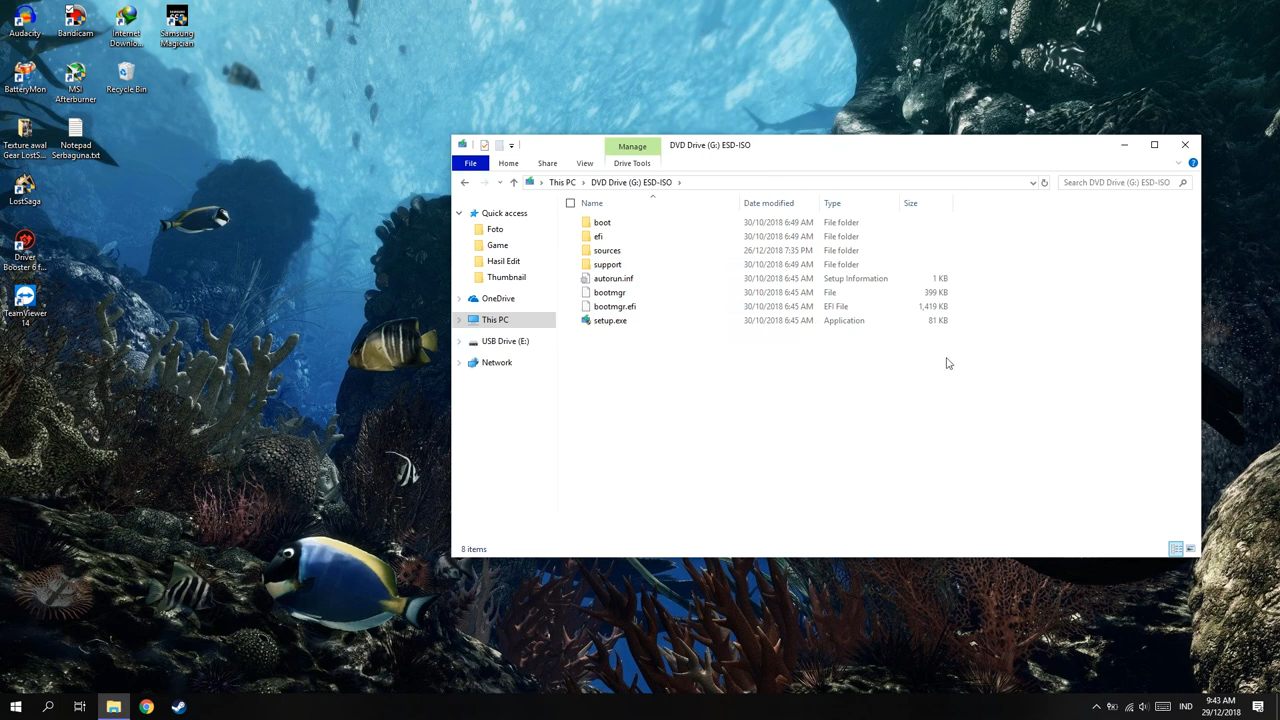 Audacity
Bandicam
Internet
Downlo...
Samsung
Magician
BatteryMon
MSI
Afterburner
Recycle Bin
Texture awal
Gear LostS...
Notepad
Serbaguna.txt
LostSaga
Driver
Booster 6 f...
TeamViewer
14
Manage
DVD Drive (G:) ESD-ISO
File
Home
Share
View
Drive Tools
This PC
DVD Drive (G:) ESD-ISO
Search DVD Drive (G:) ESD-ISO
Quick access
Foto
Game
Hasil Edit
Thumbnail
OneDrive
This PC
USB Drive (E:)
Network
Name Date modified Type Size
boot 30/10/2018 6:49 AM File folder
efi 30/10/2018 6:49 AM File folder
sources 26/12/2018 7:35 PM File folder
support 30/10/2018 6:49 AM File folder
autorun.inf 30/10/2018 6:45 AM Setup Information 1 KB
bootmgr 30/10/2018 6:45 AM File 399 KB
bootmgr.efi 30/10/2018 6:45 AM EFI File 1,419 KB
setup.exe 30/10/2018 6:45 AM Application 81 KB
8 items
IND
9:43 AM
29/12/2018